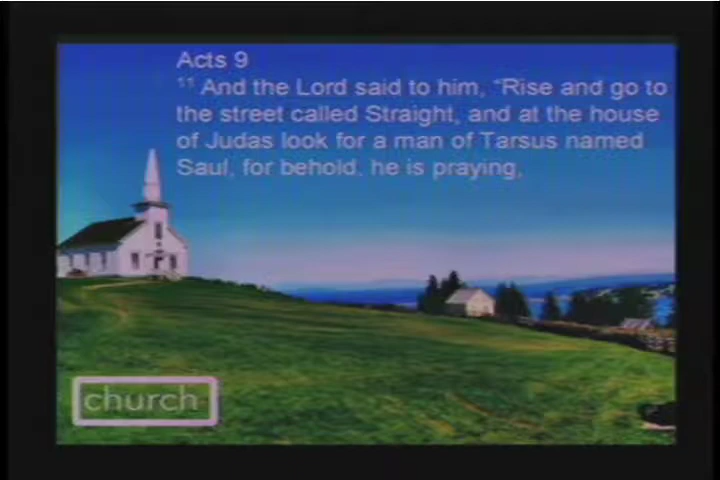 Acts 9
11 And the Lord said to him, “Rise and go to
the street called Straight, and at the house
of Judas look for a man of Tarsus named
Saul, for behold, he is praying,
church